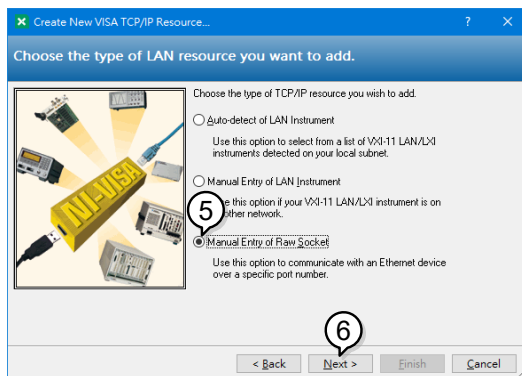 Create New VISA TCP/IP Resource...
Choose the type of LAN resource you want to add.
Choose the type of TCP/IP resource you wish to add.
Auto-detect of LAN Instrument
Use this option to select from a list of VXI-11 LAN/LXI
instruments detected on your local subnet.
Manual Entry of LAN Instrument
this option if your VXI-11 LAN/LXI instrument is on
other network.
5
Manual Entry of Raw Socket
Use this option to communicate with an Ethernet device
over a specific port number.
NI-VISA
6
< Back Next > Finish Cancel